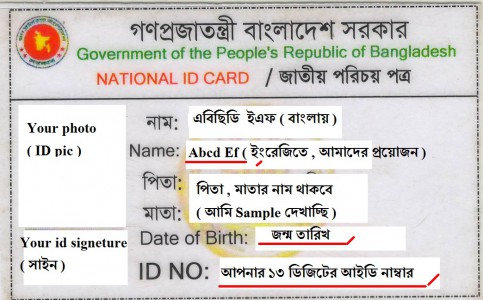 গণপ্রজাতন্ত্রী বাংলাদেশ সরকার
Government of the People's Republic of Bangladesh
NATIONAL ID CARD / জাতীয় পরিচয় পত্র
Your photo
( ID pic )
নাম: এবিছিডি ইএফ ( বাংলায় )
Name: Abcd Ef ( ইংরেজিতে , আমাদের প্রয়োজন )
পিতা: পিতা , মাতার নাম থাকবে
মাতা: ( আমি Sample দেখাচ্ছি )
Your id signeture
( সাইন )
Date of Birth: জন্ম তারিখ
ID NO: আপনার ১৩ ডিজিটের আইডি নাম্বার